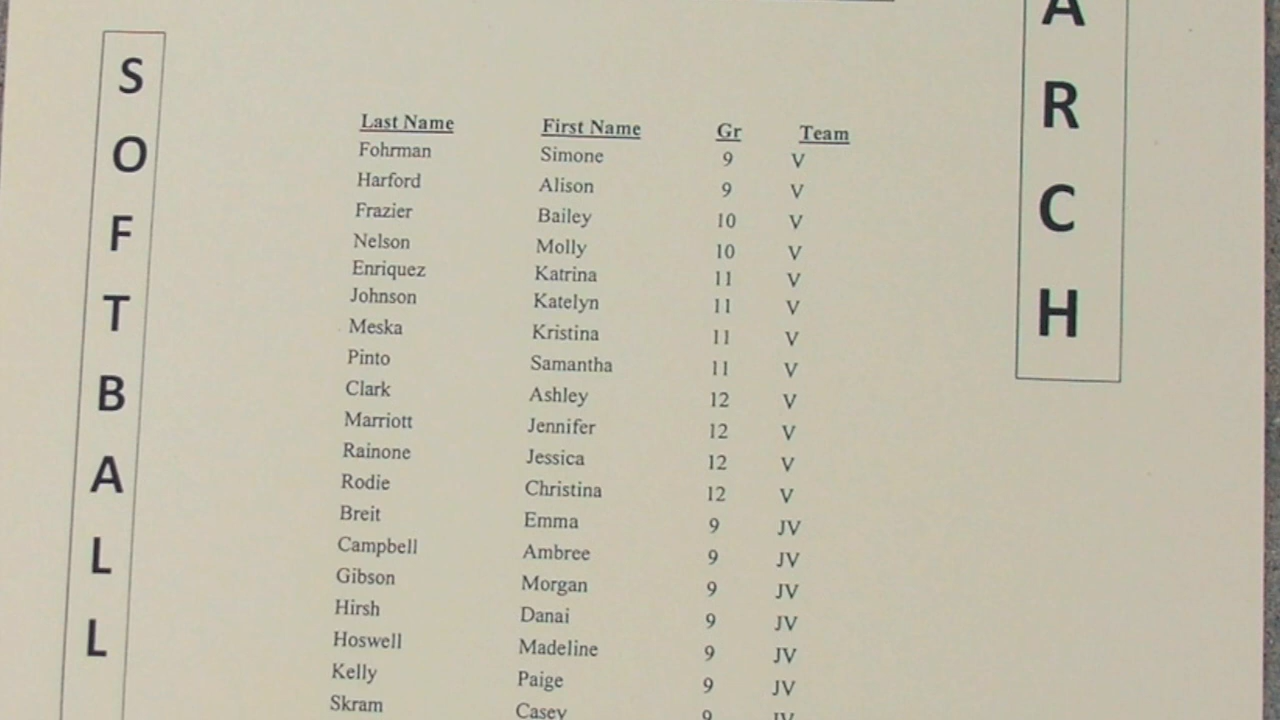 S
O
F
T
B
A
L
L
Last Name First Name Gr Team
Fohrman Simone 9 V
Harford Alison 9 V
Frazier Bailey 10 V
Nelson Molly 10 V
Enriquez Katrina 11 V
Johnson Katelyn 11 V
Meska Kristina 11 V
Pinto Samantha 11 V
Clark Ashley 12 V
Marriott Jennifer 12 V
Rainone Jessica 12 V
Rodie Christina 12 V
Breit Emma 9 JV
Campbell Ambree 9 JV
Gibson Morgan 9 JV
Hirsh Danai 9 JV
Hoswell Madeline 9 JV
Kelly Paige 9 JV
Skram Casey 9 JV
A
R
C
H